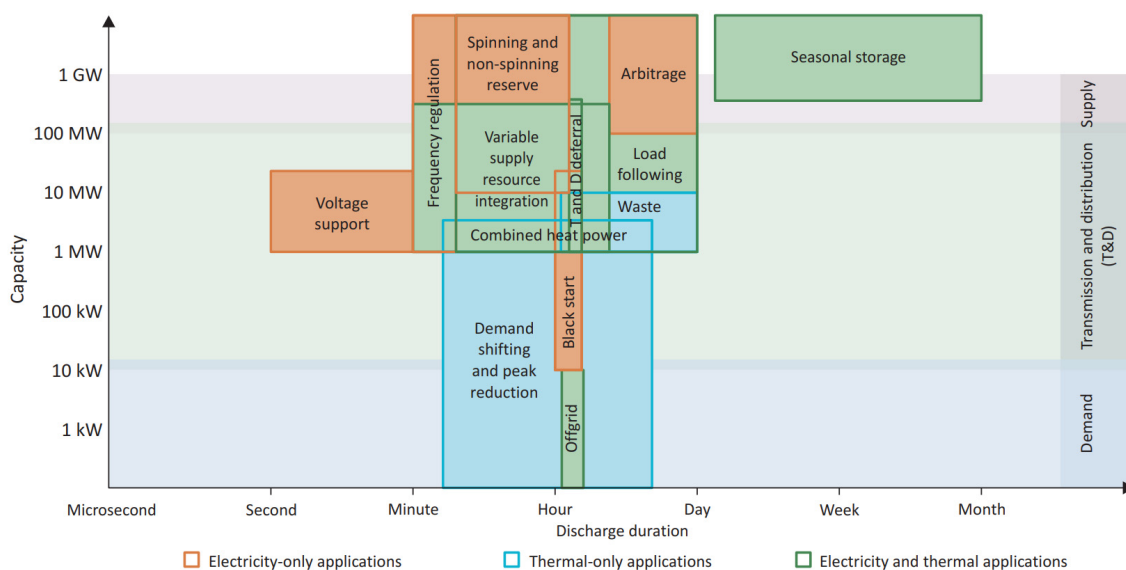 Capacity
1 GW
100 MW
10 MW
1 MW
100 kW
10 kW
1 kW
Frequency regulation
Spinning and
non-spinning
reserve
Arbitrage
Seasonal storage
Variable
supply
resource
integration
T and D deferral
Load
following
Voltage
support
Waste
Combined heat power
Demand
shifting
and peak
reduction
Black start
Offgrid
Supply
Transmission and distribution
(T&D)
Demand
Microsecond
Second
Minute
Hour
Day
Week
Month
Discharge duration
Electricity-only applications
Thermal-only applications
Electricity and thermal applications